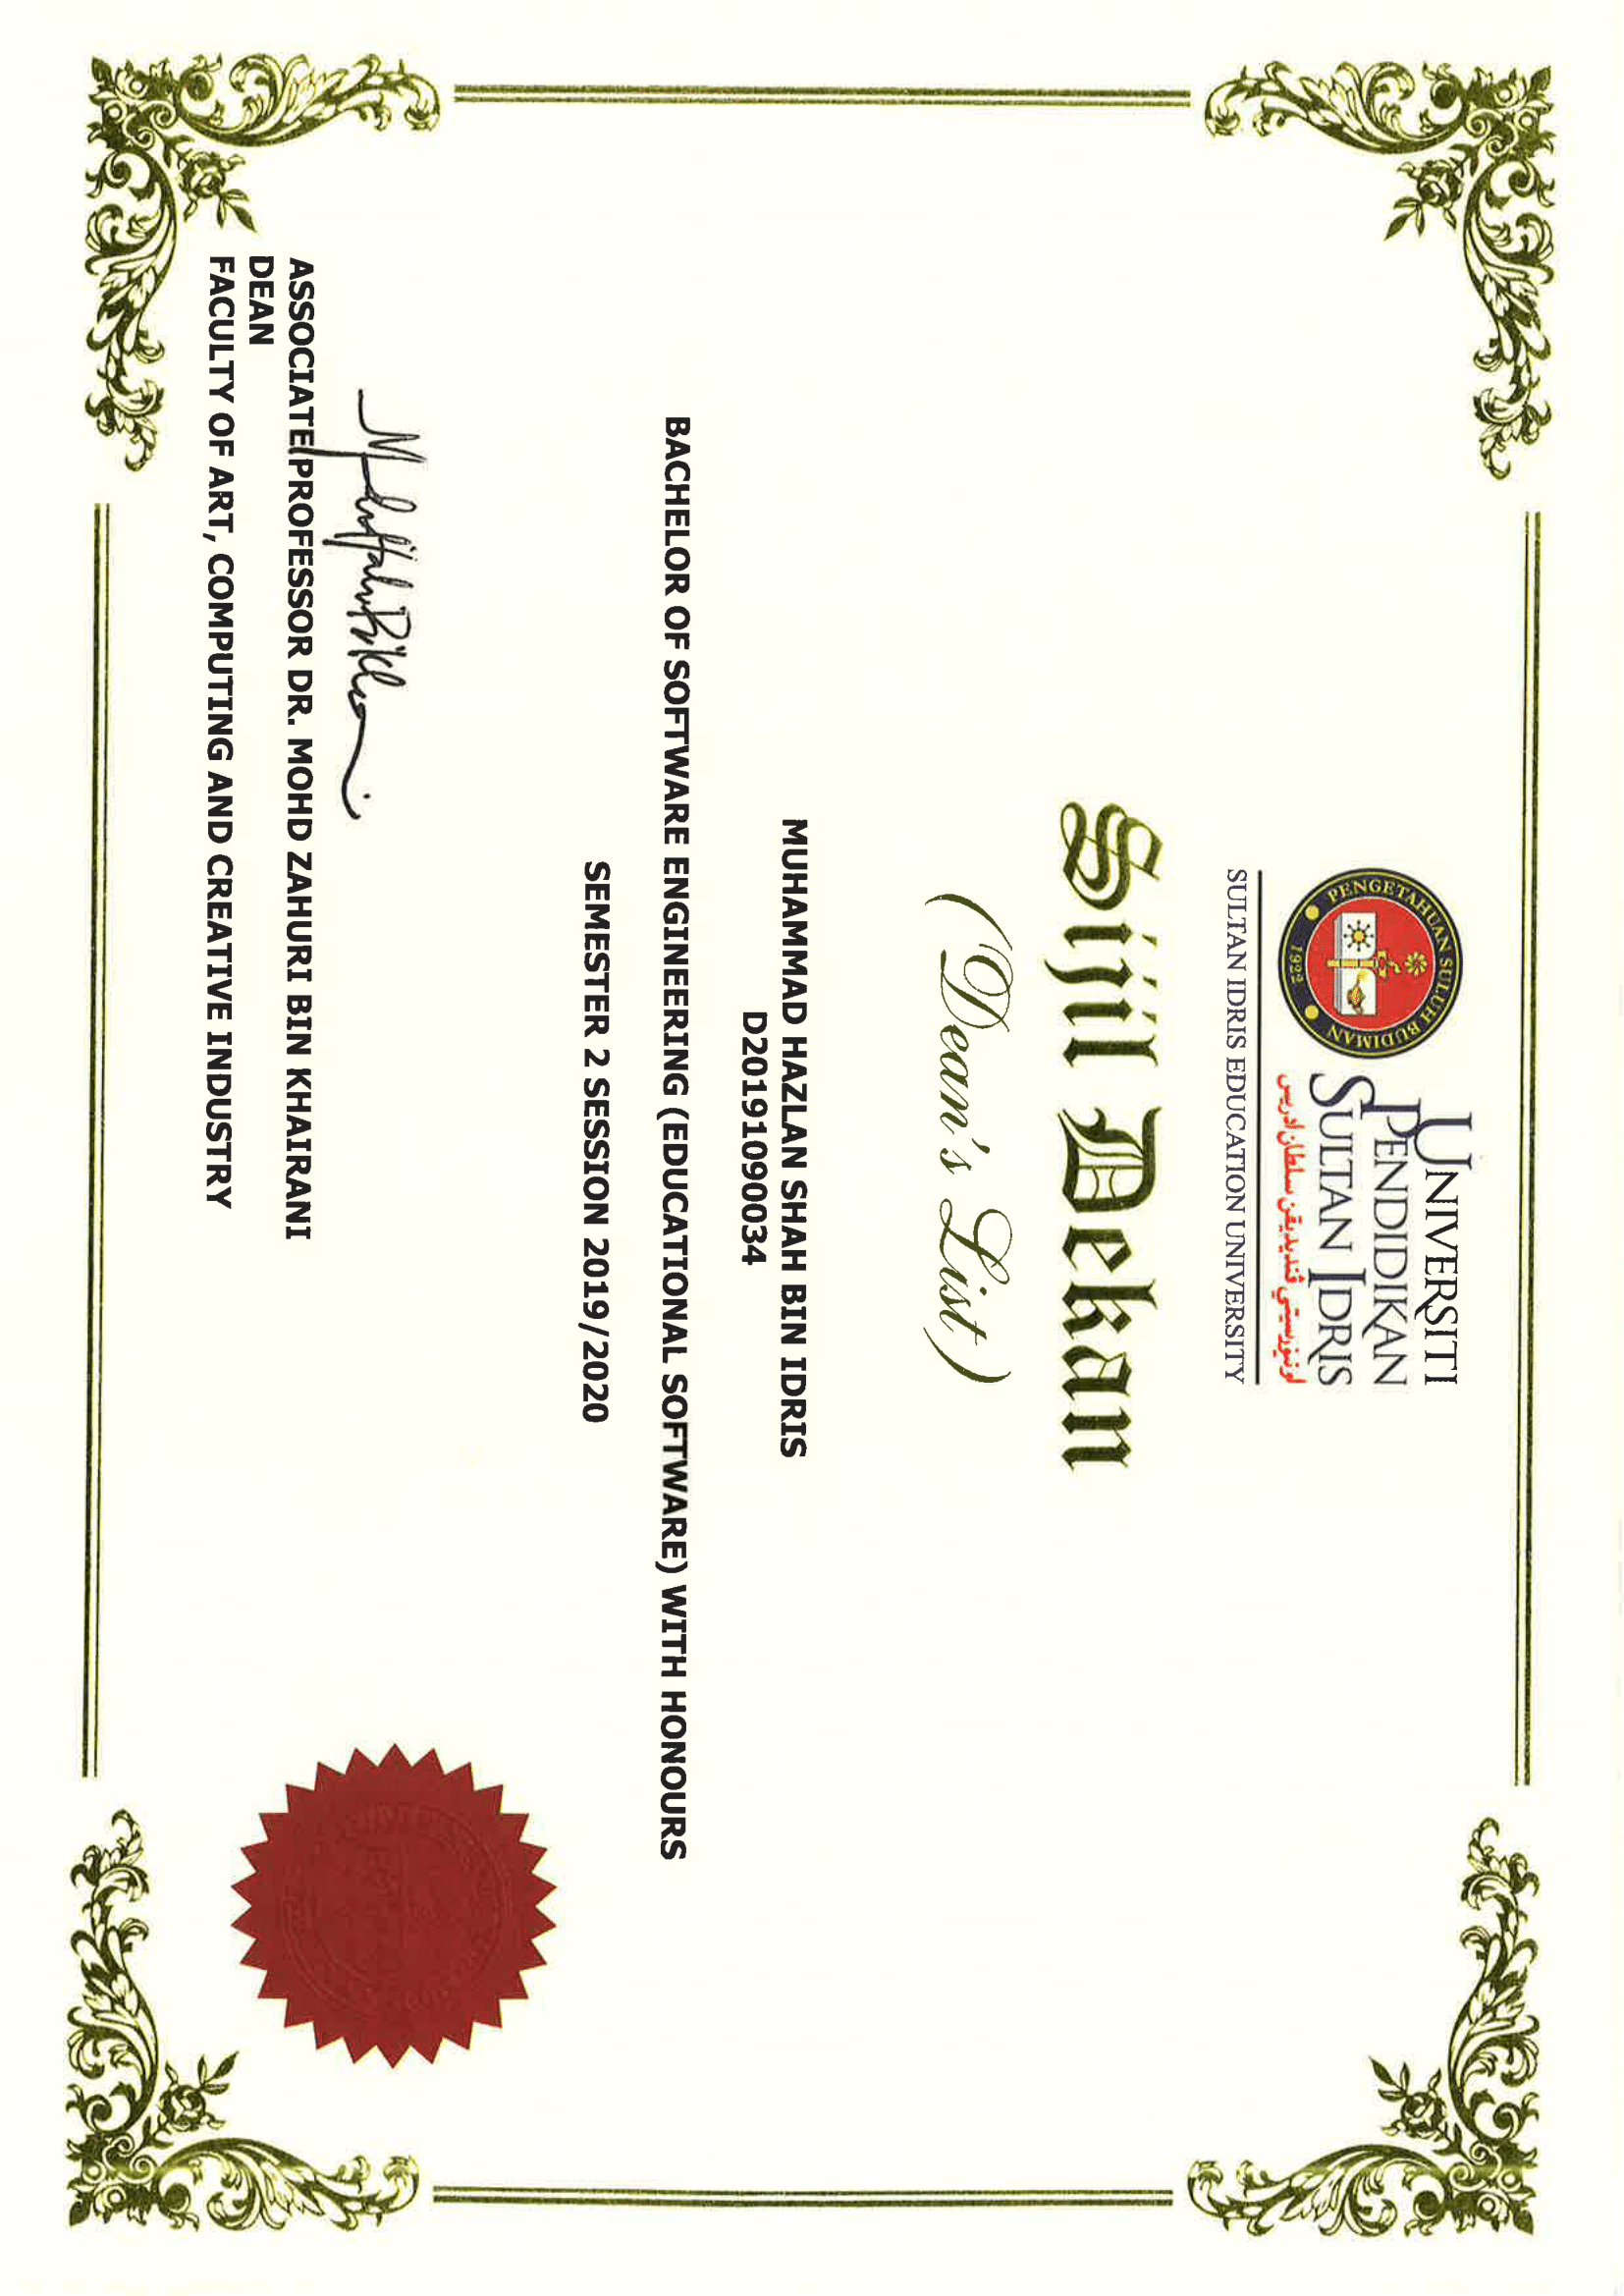 PENGETAHUAN SULUH BUDIMAN
1922
UNIVERSITI
PENDIDIKAN
SULTAN IDRIS
اونيۏرسيتي ڤنديديقن سلطان ادريس
SULTAN IDRIS EDUCATION UNIVERSITY
Sijil Dekan
(Dean's List)
MUHAMMAD HAZLAN SHAH BIN IDRIS
D20191090034
BACHELOR OF SOFTWARE ENGINEERING (EDUCATIONAL SOFTWARE) WITH HONOURS
SEMESTER 2 SESSION 2019/2020
ASSOCIATE PROFESSOR DR. MOHD ZAHURI BIN KHAIRANI
DEAN
FACULTY OF ART, COMPUTING AND CREATIVE INDUSTRY